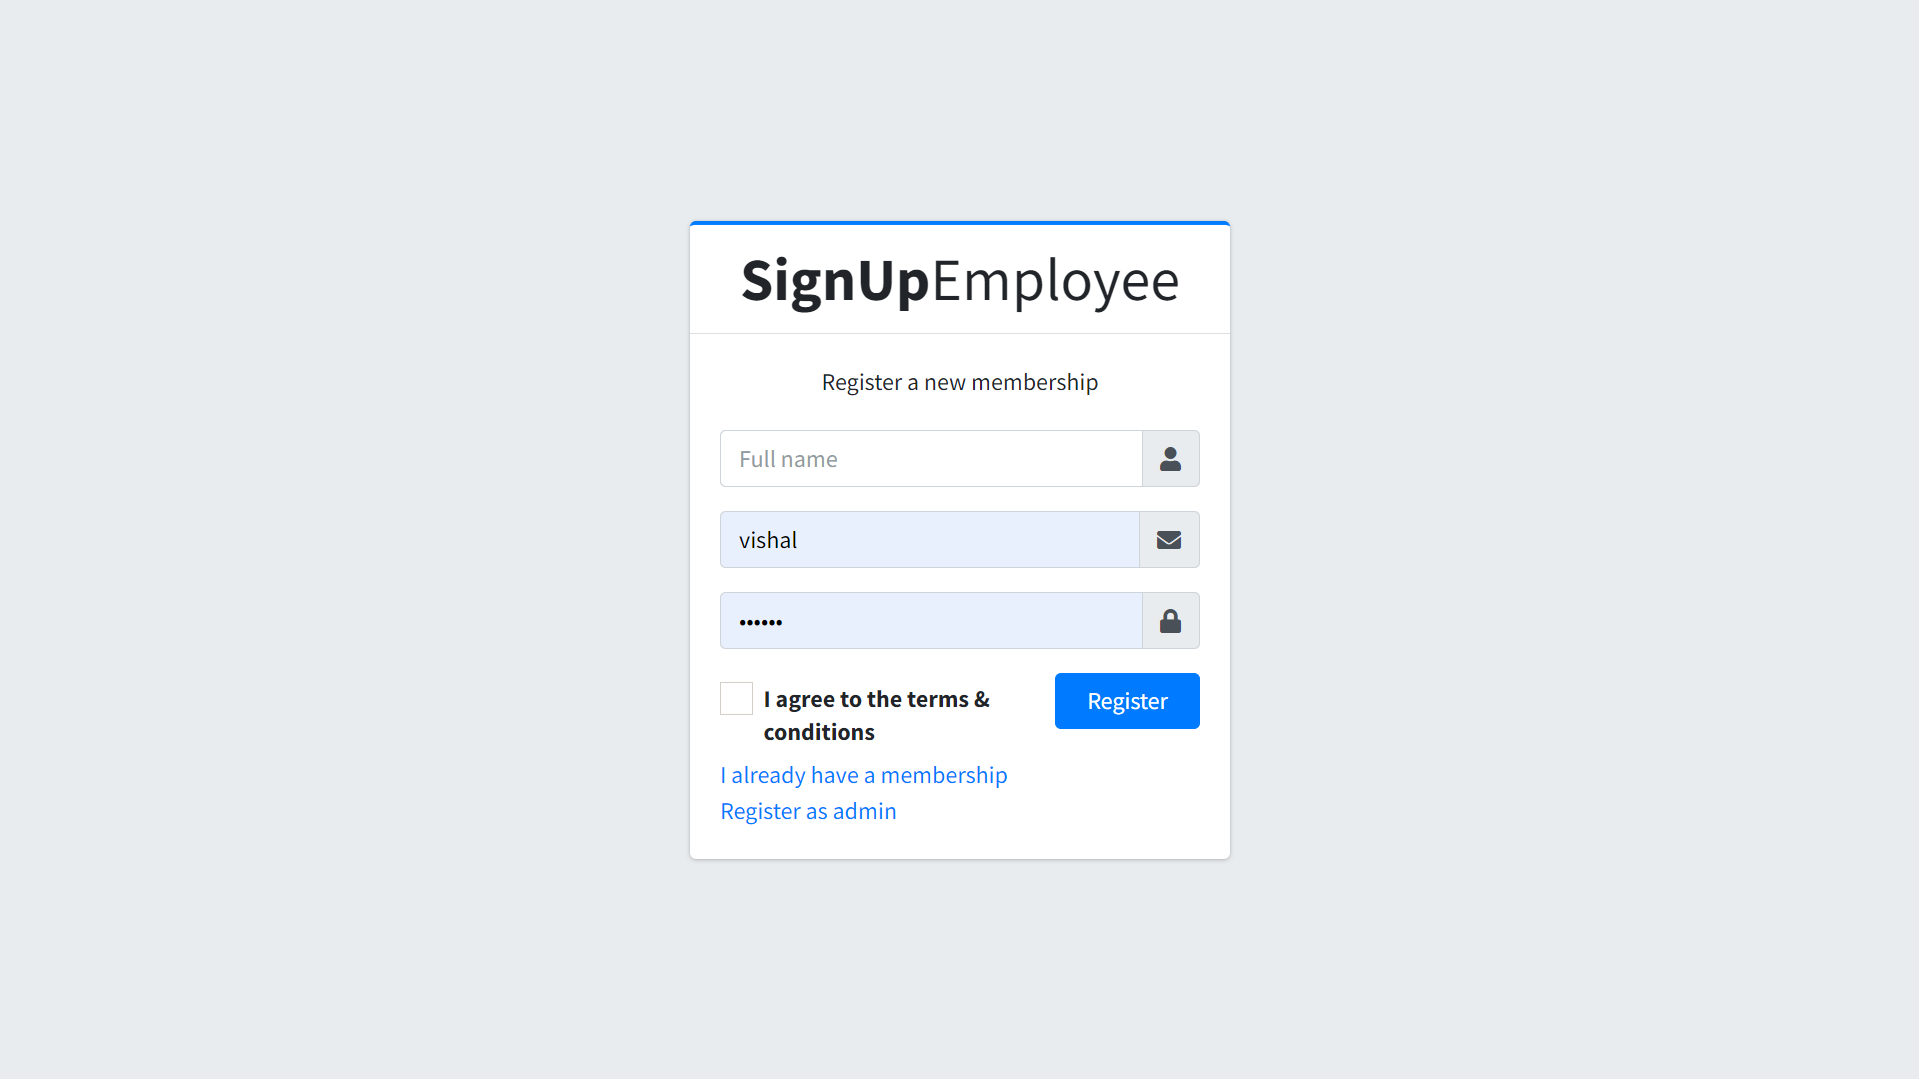 SignUpEmployee
Register a new membership
Full name
vishal
••••••
I agree to the terms &
conditions
Register
I already have a membership
Register as admin